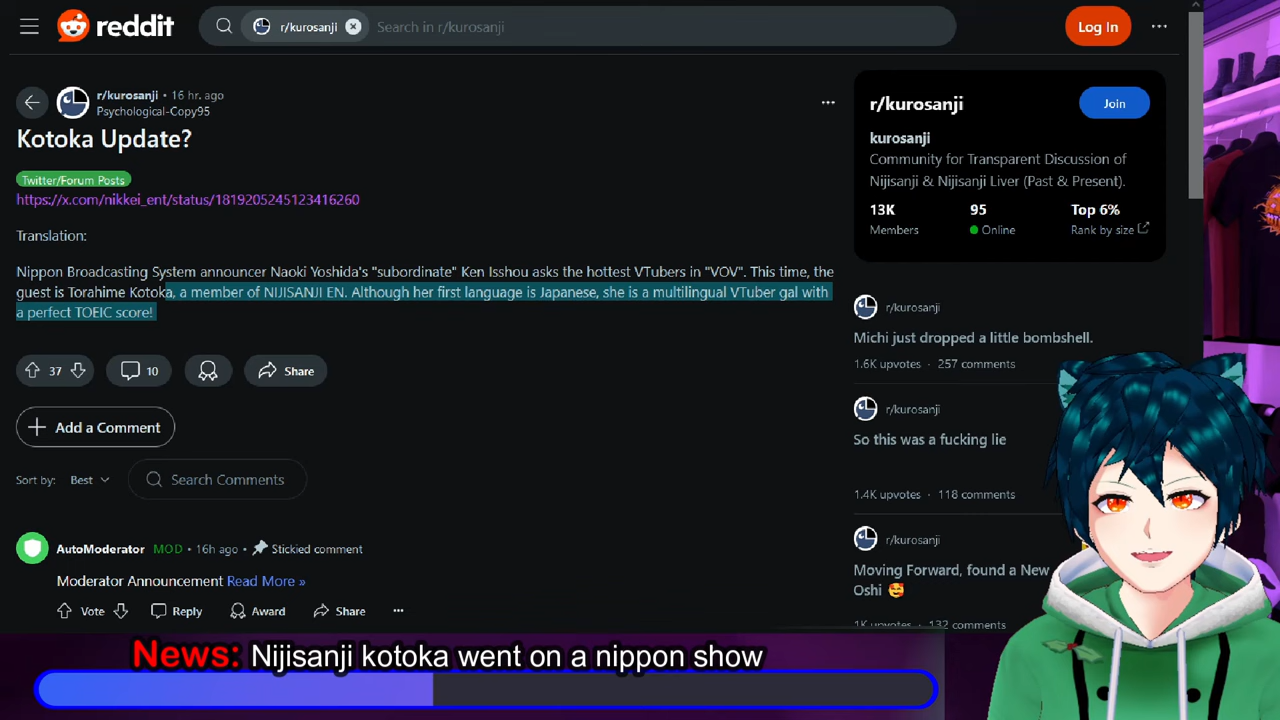 reddit
r/kurosanji
Search in r/kurosanji
Log In
r/kurosanji • 16 hr. ago
Psychological-Copy95
Kotoka Update?
Twitter/Forum Posts
https://x.com/nikkei_ent/status/1819205245123416260
Translation:
Nippon Broadcasting System announcer Naoki Yoshida's "subordinate" Ken Isshou asks the hottest VTubers in "VOV". This time, the
guest is Torahime Kotoka, a member of NIJISANJI EN. Although her first language is Japanese, she is a multilingual VTuber gal with
a perfect TOEIC score!
37
10
Share
Add a Comment
Sort by: Best
Search Comments
AutoModerator MOD • 16h ago • Stickied comment
Moderator Announcement Read More »
Vote
Reply
Award
Share
r/kurosanji
Join
kurosanji
Community for Transparent Discussion of
Nijisanji & Nijisanji Liver (Past & Present).
13K 95 Top 6%
Members Online Rank by size
r/kurosanji
Michi just dropped a little bombshell.
1.6K upvotes • 257 comments
r/kurosanji
So this was a fucking lie
1.4K upvotes • 118 comments
r/kurosanji
Moving Forward, found a New
Oshi 🥰
1K upvotes • 132 comments
News: Nijisanji kotoka went on a nippon show